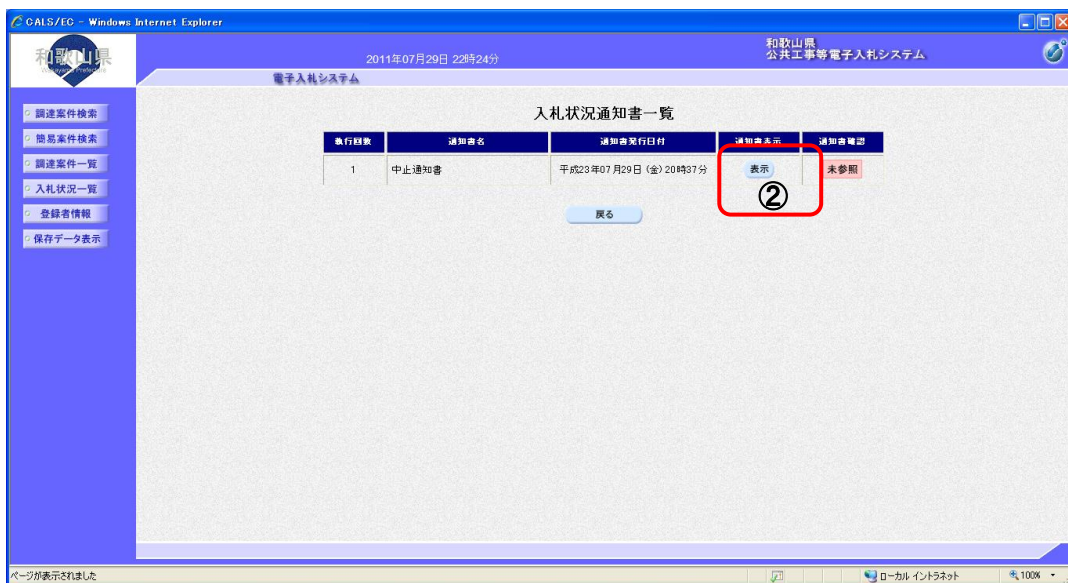 CALS/EC - Windows Internet Explorer
和歌山県
Wakayama Prefecture
2011年07月29日 22時24分
和歌山県
公共工事等電子入札システム
電子入札システム
調達案件検索
簡易案件検索
調達案件一覧
入札状況一覧
登録者情報
保存データ表示
入札状況通知書一覧
執行回数 通知書名 通知書発行日付 通知書表示 通知書確認
1 中止通知書 平成23年07月29日(金)20時37分 表示 未参照
②
戻る
ページが表示されました ローカル イントラネット 100%